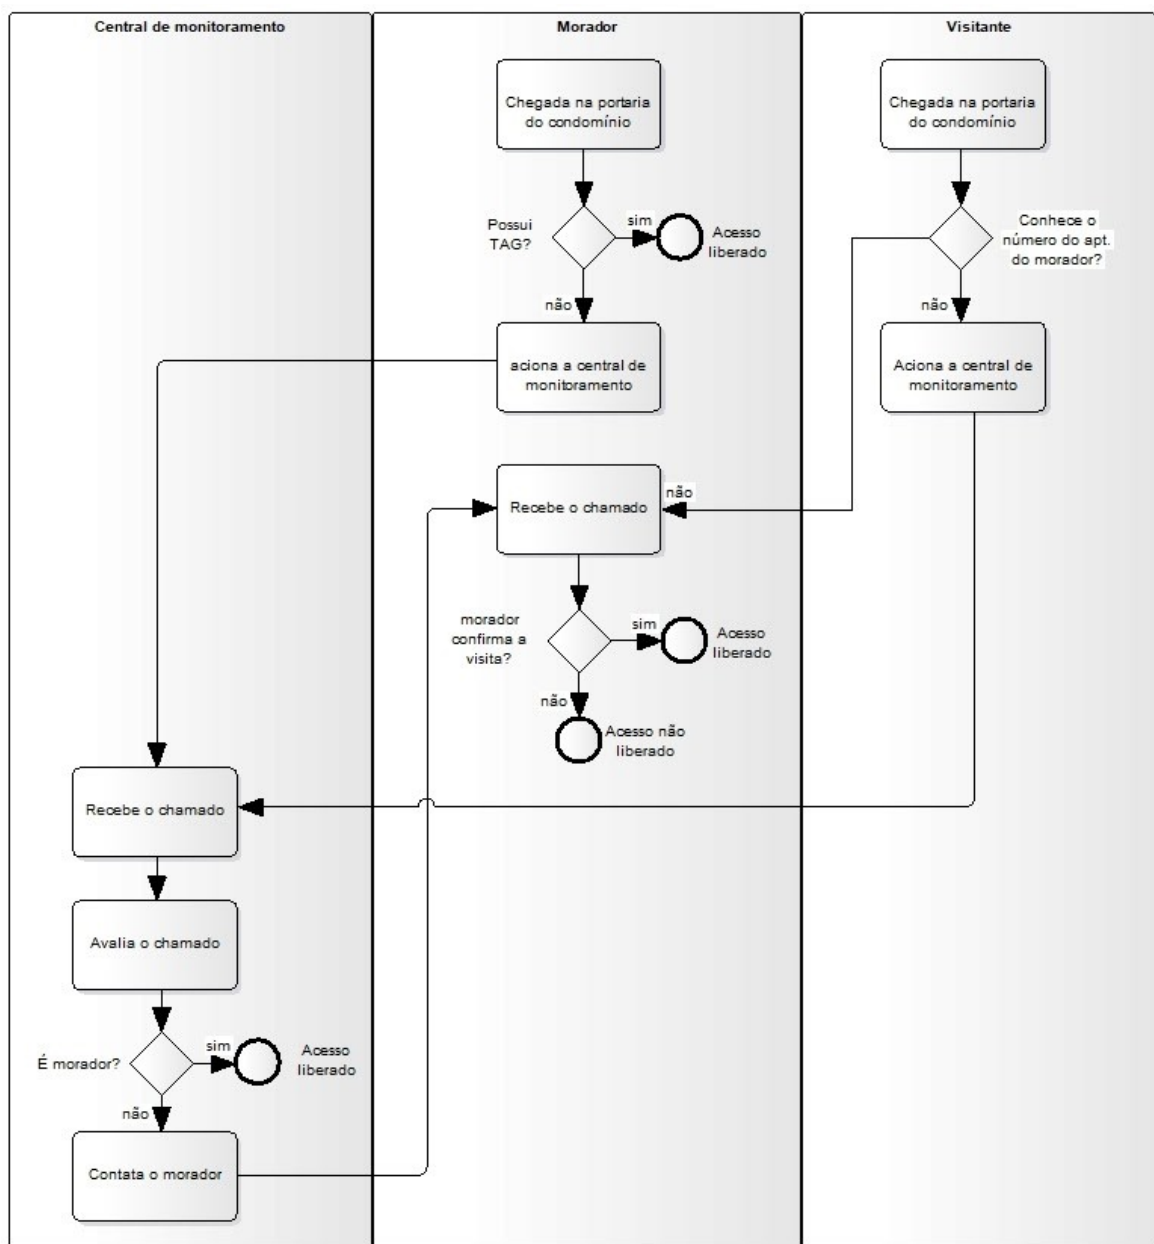 Central de monitoramento
Morador
Visitante
Chegada na portaria
do condomínio
Chegada na portaria
do condomínio
Possui
TAG?
sim
Acesso
liberado
Conhece o
número do apt.
do morador?
não
não
aciona a central de
monitoramento
Aciona a central de
monitoramento
Recebe o chamado
não
morador
confirma a
visita?
sim
Acesso
liberado
não
Acesso não
liberado
Recebe o chamado
Avalia o chamado
É morador?
sim
Acesso
liberado
não
Contata o morador